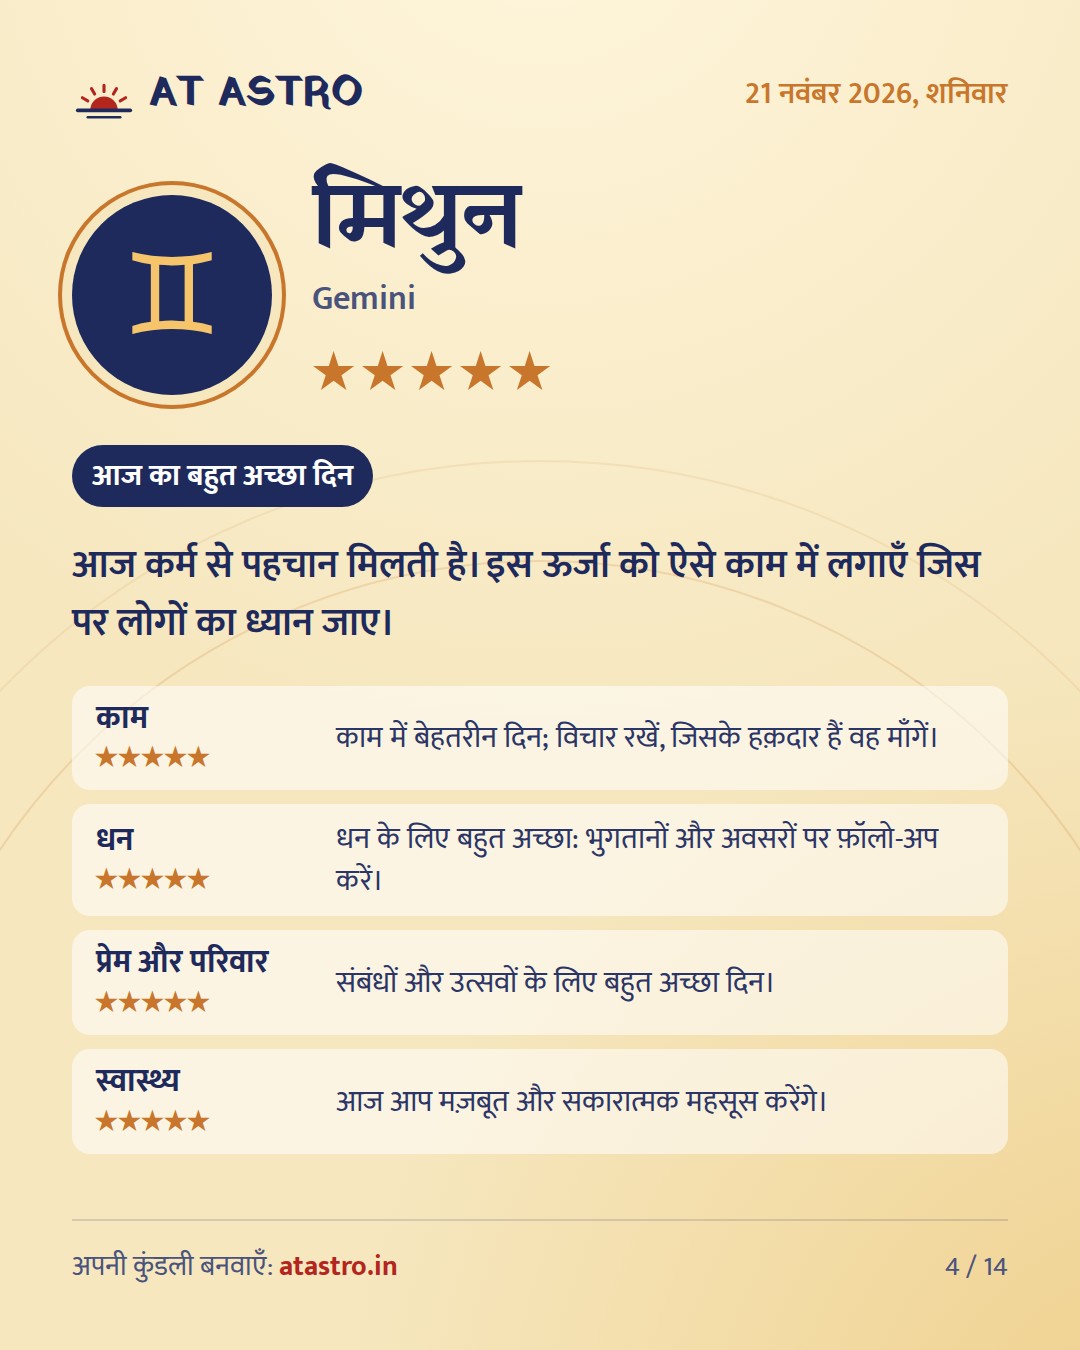 AT ASTRO
21 नवंबर 2026, शनिवार
♊
मिथुन
Gemini
★★★★★
आज का बहुत अच्छा दिन
आज कर्म से पहचान मिलती है। इस ऊर्जा को ऐसे काम में लगाएँ जिस
पर लोगों का ध्यान जाए।
काम
★★★★★
काम में बेहतरीन दिन; विचार रखें, जिसके हक़दार हैं वह माँगें।
धन
★★★★★
धन के लिए बहुत अच्छा: भुगतानों और अवसरों पर फ़ॉलो-अप
करें।
प्रेम और परिवार
★★★★★
संबंधों और उत्सवों के लिए बहुत अच्छा दिन।
स्वास्थ्य
★★★★★
आज आप मज़बूत और सकारात्मक महसूस करेंगे।
अपनी कुंडली बनवाएँ: atastro.in
4 / 14